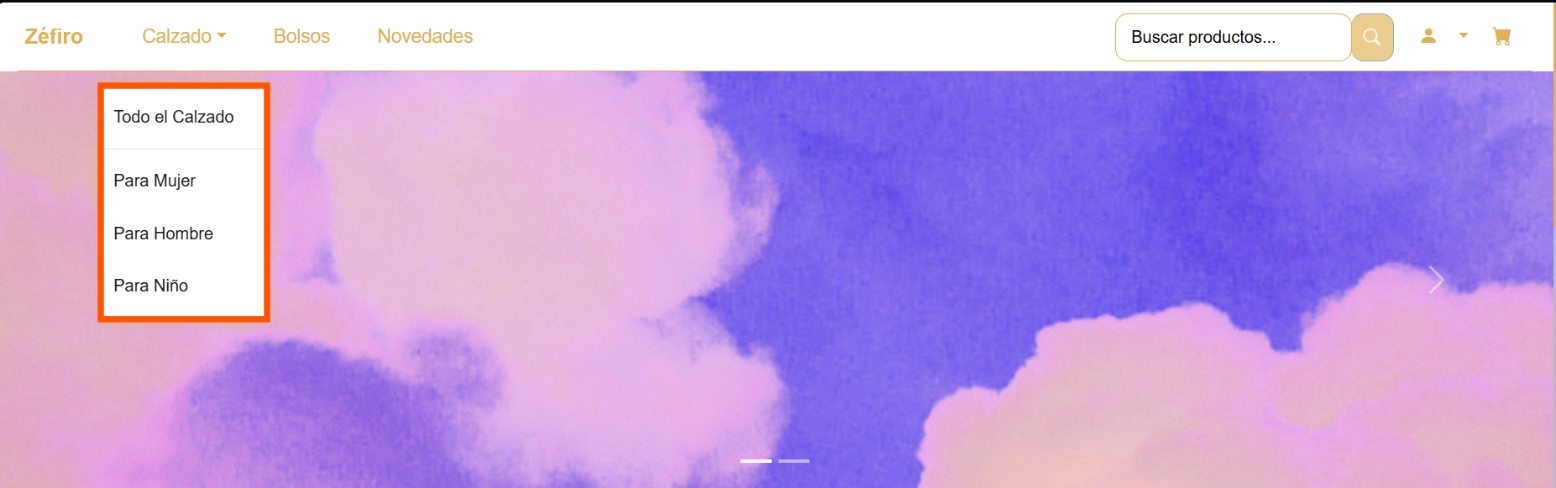 Zéfiro Calzado Bolsos Novedades Buscar productos...
Todo el Calzado
Para Mujer
Para Hombre
Para Niño